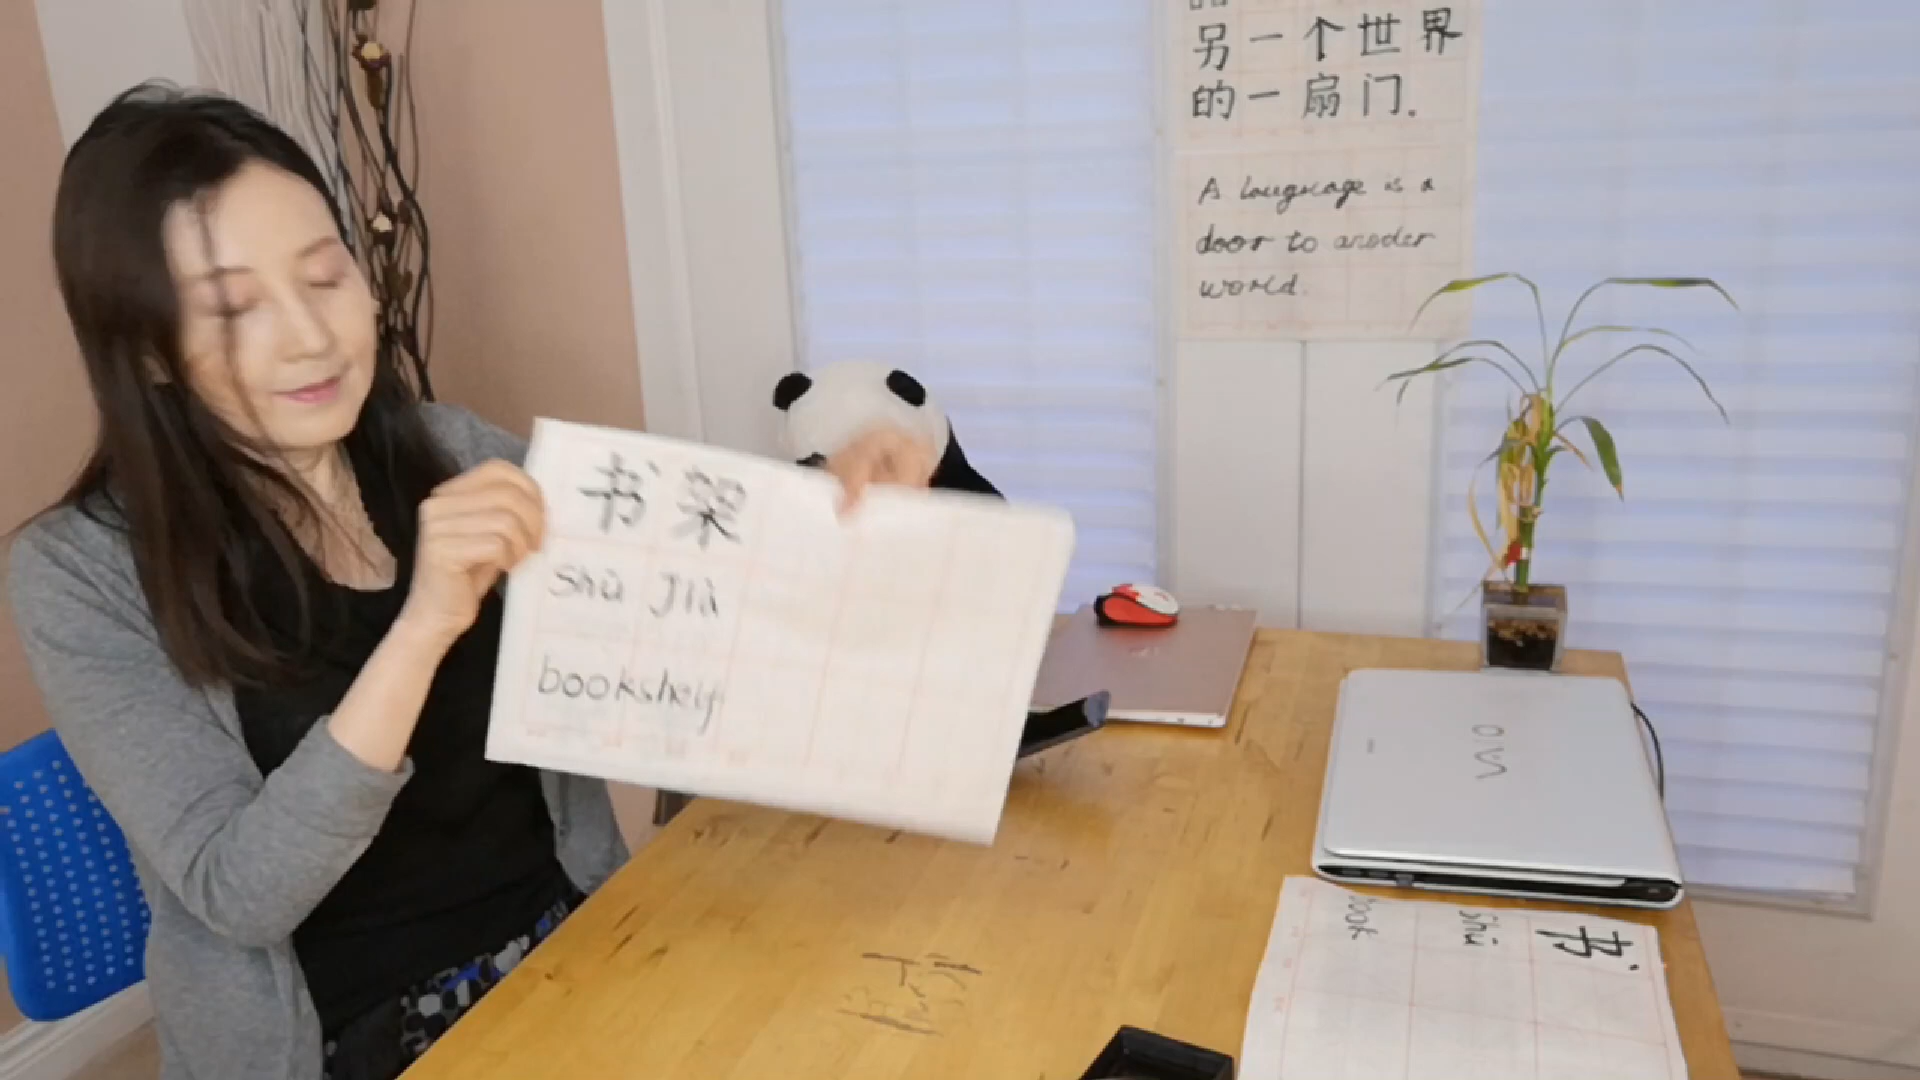 另一个世界
的一扇门.
A language is a
door to anoder
world.
书架
shū Jià
bookshelf
VAIO
书
shū
book